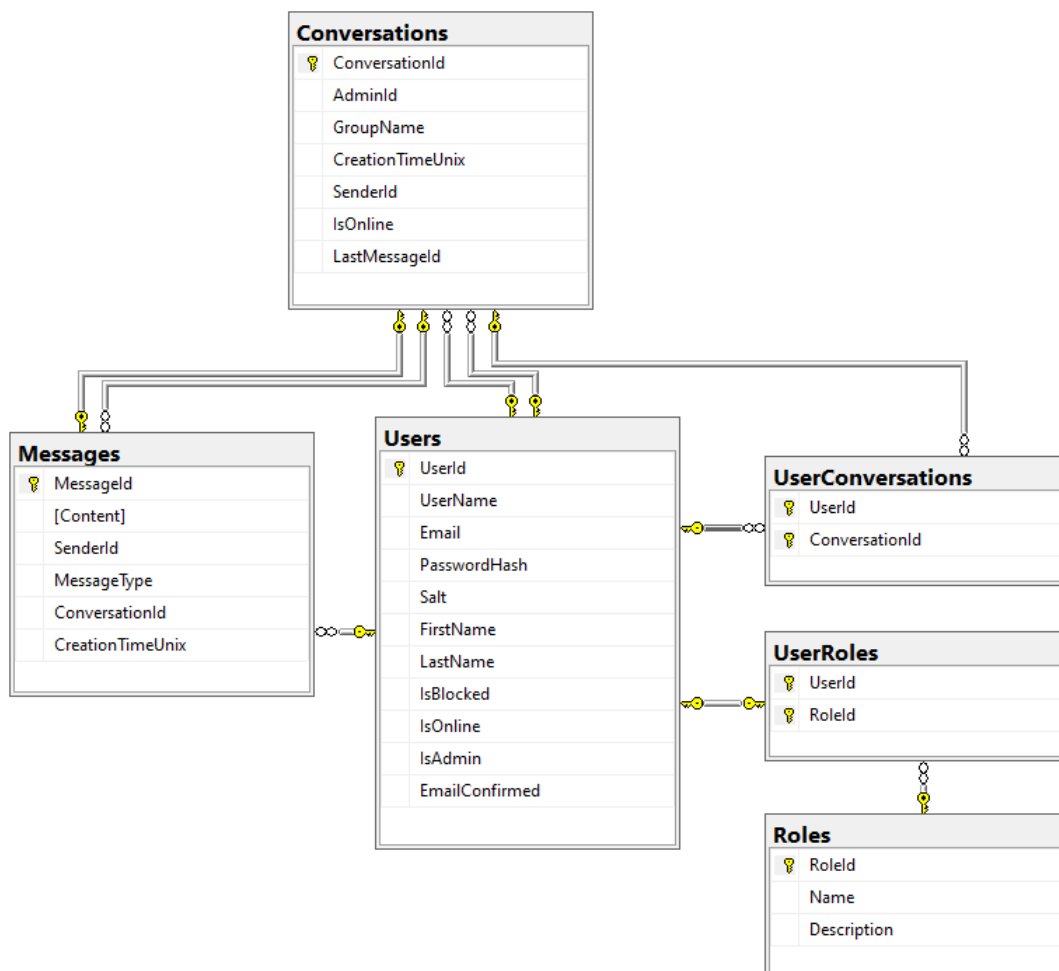 Conversations
ConversationId
AdminId
GroupName
CreationTimeUnix
SenderId
IsOnline
LastMessageId
Messages
MessageId
[Content]
SenderId
MessageType
ConversationId
CreationTimeUnix
Users
UserId
UserName
Email
PasswordHash
Salt
FirstName
LastName
IsBlocked
IsOnline
IsAdmin
EmailConfirmed
UserConversations
UserId
ConversationId
UserRoles
UserId
RoleId
Roles
RoleId
Name
Description